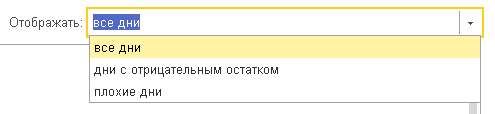 Отображать: все дни
все дни
дни с отрицательным остатком
плохие дни